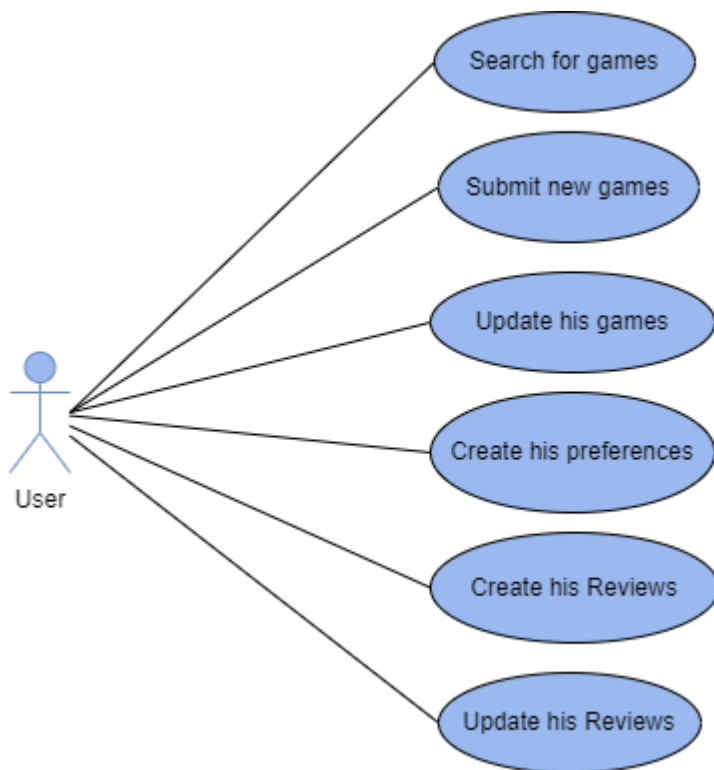 Search for games
Submit new games
Update his games
Create his preferences
User
Create his Reviews
Update his Reviews